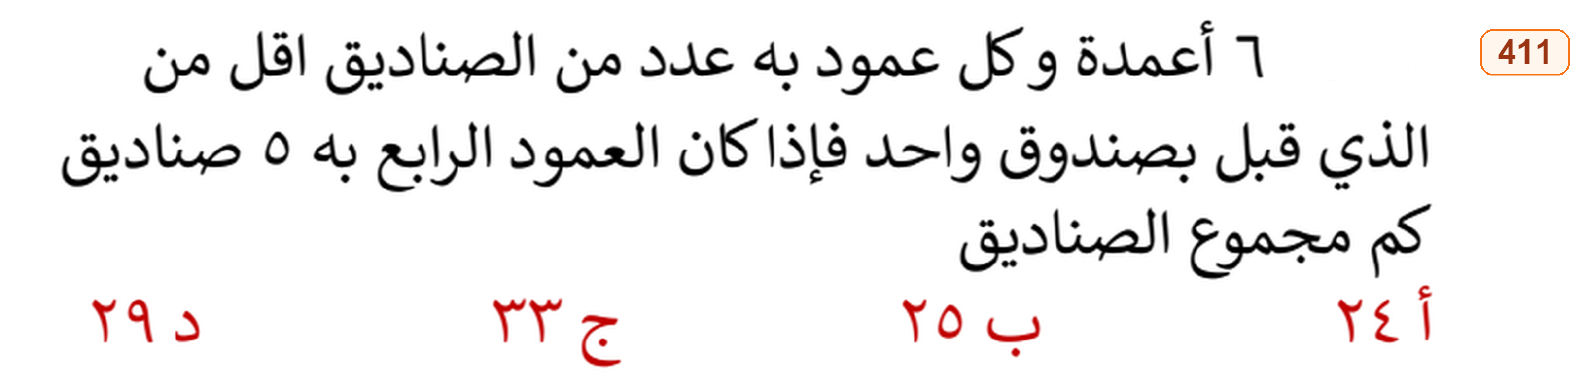 411
٦ أعمدة وكل عمود به عدد من الصناديق اقل من
الذي قبل بصندوق واحد فإذا كان العمود الرابع به ٥ صناديق
كم مجموع الصناديق
أ ٢٤ ب ٢٥ ج ٣٣ د ٢٩